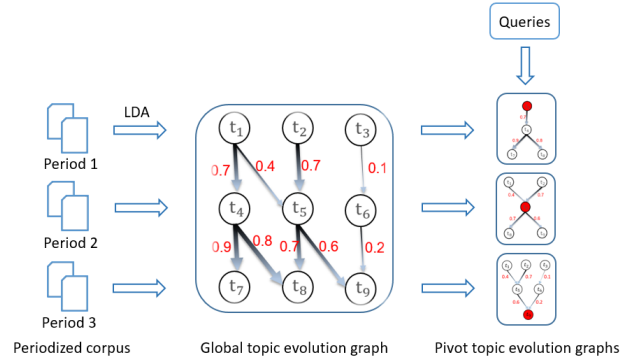 Queries
LDA
Period 1
Period 2
Period 3
t1 t2 t3
0.7 0.4 0.7 0.1
t4 t5 t6
0.9 0.8 0.7 0.6 0.2
t7 t8 t9
Periodized corpus
Global topic evolution graph
Pivot topic evolution graphs